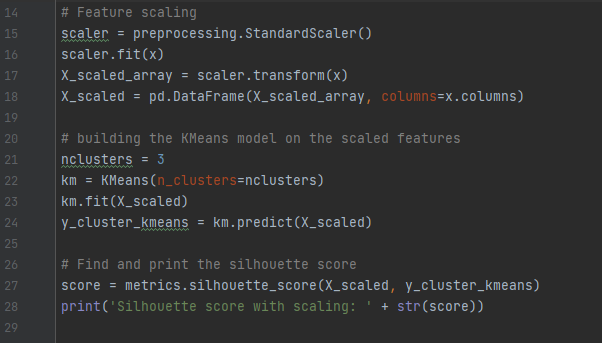 14 # Feature scaling
15 scaler = preprocessing.StandardScaler()
16 scaler.fit(x)
17 X_scaled_array = scaler.transform(x)
18 X_scaled = pd.DataFrame(X_scaled_array, columns=x.columns)
19
20 # building the KMeans model on the scaled features
21 nclusters = 3
22 km = KMeans(n_clusters=nclusters)
23 km.fit(X_scaled)
24 y_cluster_kmeans = km.predict(X_scaled)
25
26 # Find and print the silhouette score
27 score = metrics.silhouette_score(X_scaled, y_cluster_kmeans)
28 print('Silhouette score with scaling: ' + str(score))
29